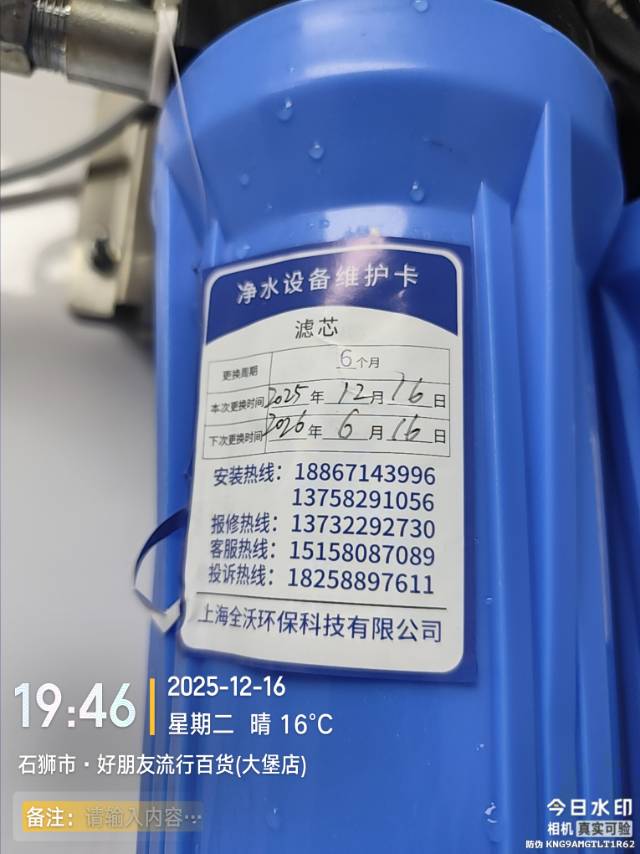 净水设备维护卡
滤芯
更换周期 6个月
本次更换时间 2025年 12月 16日
下次更换时间 2026年 6月 16日
安装热线：18867143996
13758291056
报修热线：13732292730
客服热线：15158087089
投诉热线：18258897611
上海全沃环保科技有限公司
19:46
2025-12-16
星期二 晴 16℃
石狮市·好朋友流行百货(大堡店)
备注：请输入内容…
今日水印
相机 真实可验
防伪 KNG9AMGTLT1R62